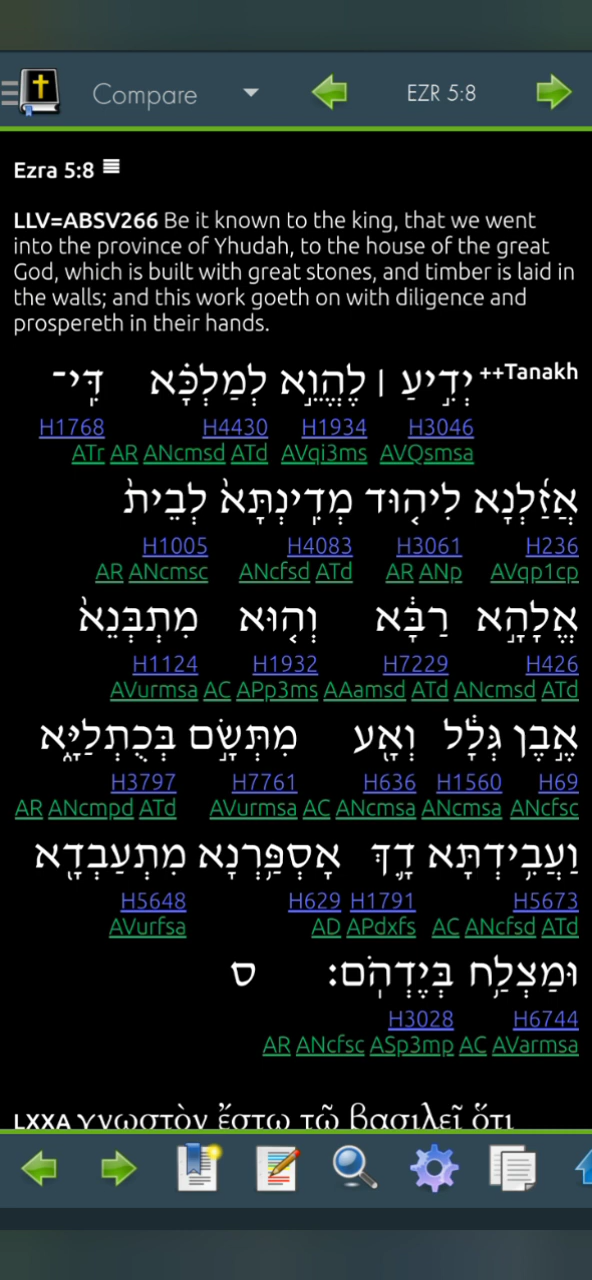 Compare
EZR 5:8
Ezra 5:8
LLV=ABSV266 Be it known to the king, that we went
into the province of Yhudah, to the house of the great
God, which is built with great stones, and timber is laid in
the walls; and this work goeth on with diligence and
prospereth in their hands.
++Tanakh יְדִ֣יעַ ׀ לֶהֱוֵ֣א לְמַלְכָּ֗א דִּֽי־
H1768 H4430 H1934 H3046
ATr AR ANcmsd ATd AVqi3ms AVQsmsa
אֲזַ֜לְנָא לִיה֤וּד מְדִֽינְתָּא֙ לְבֵית֙
H1005 H4083 H3061 H236
AR ANcmsc ANcfsd ATd AR ANp AVqp1cp
אֱלָהָ֣א רַבָּ֔א וְה֤וּא מִתְבְּנֵא֙
H1124 H1932 H7229 H426
AVurmsa AC APp3ms AAamsd ATd ANcmsd ATd
אֶ֣בֶן גְּלָ֔ל וְאָ֖ע מִתְּשָׂ֣ם בְּכֻתְלַיָּ֑א
H3797 H7761 H636 H1560 H69
AR ANcmpd ATd AVurmsa AC ANcmsa ANcmsa ANcfsc
וַעֲבִ֥ידְתָּא דָ֛ךְ אָסְפַּ֥רְנָא מִתְעַבְדָ֖א
H5648 H629 H1791 H5673
AVurfsa AD APdxfs AC ANcfsd ATd
וּמַצְלַ֥ח בְּיֶדְהֹֽם׃ ס
H3028 H6744
AR ANcfsc ASp3mp AC AVarmsa
LXXA γνωστὸν ἔστω τῷ βασιλεῖ ὅτι